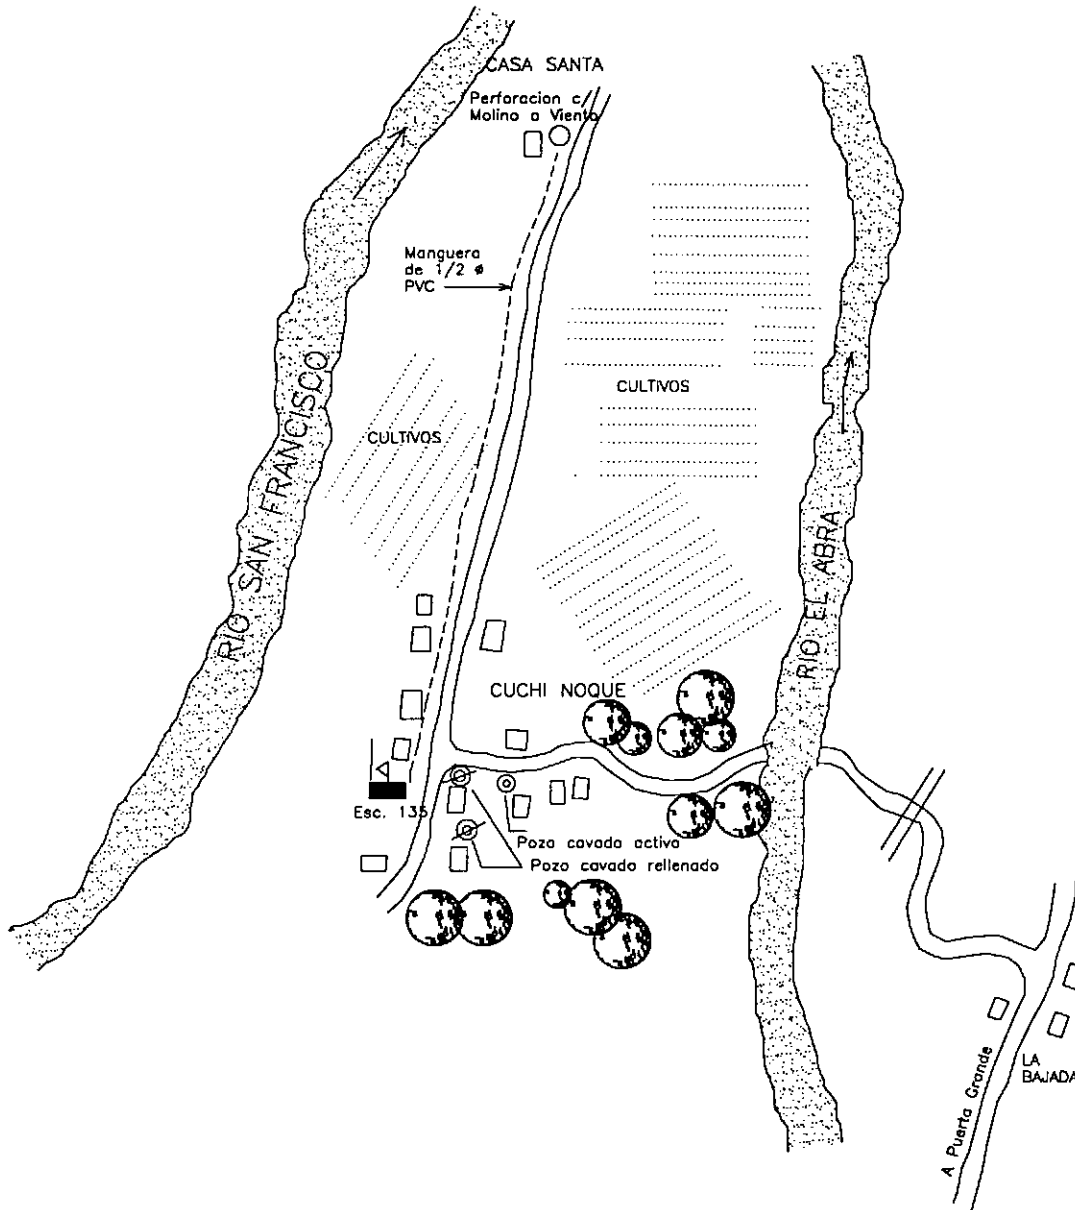 CASA SANTA
Perforacion c
Molino a Viento
Manguera
de 1/2 ø
PVC
RIO SAN FRANCISCO
CULTIVOS
CULTIVOS
RIO EL ABRA
CUCHI NOQUE
Esc. 135
Pozo cavado activo
Pozo cavado rellenado
A Puerta Grande
LA
BAJADA